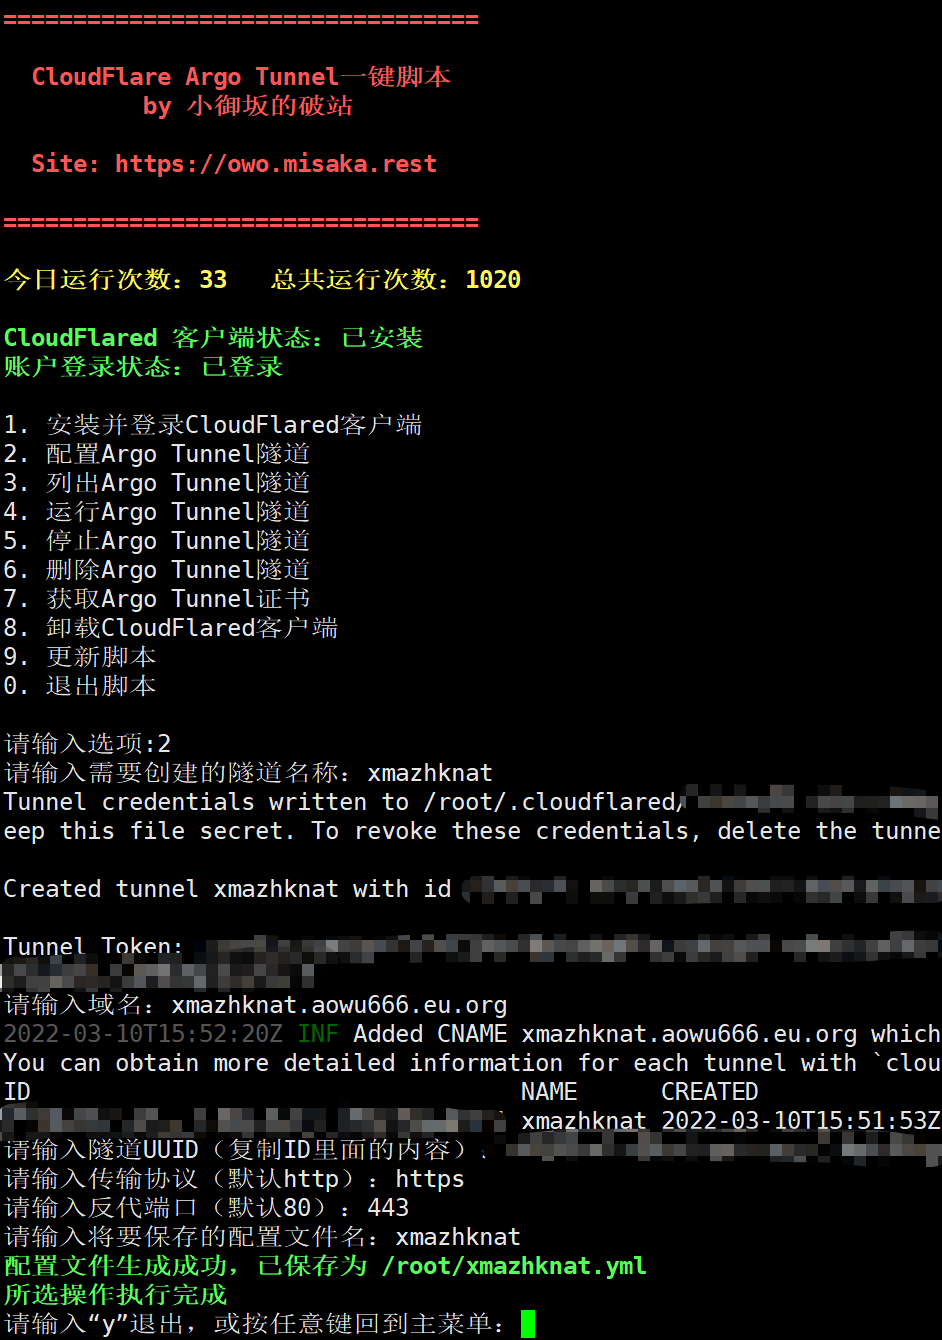 ==================================
CloudFlare Argo Tunnel一键脚本
by 小御坂的破站
Site: https://owo.misaka.rest
==================================
今日运行次数：33 总共运行次数：1020
CloudFlared 客户端状态：已安装
账户登录状态：已登录
1. 安装并登录CloudFlared客户端
2. 配置Argo Tunnel隧道
3. 列出Argo Tunnel隧道
4. 运行Argo Tunnel隧道
5. 停止Argo Tunnel隧道
6. 删除Argo Tunnel隧道
7. 获取Argo Tunnel证书
8. 卸载CloudFlared客户端
9. 更新脚本
0. 退出脚本
请输入选项:2
请输入需要创建的隧道名称：xmazhknat
Tunnel credentials written to /root/.cloudflared/
eep this file secret. To revoke these credentials, delete the tunne
Created tunnel xmazhknat with id
Tunnel Token:
请输入域名：xmazhknat.aowu666.eu.org
2022-03-10T15:52:20Z INF Added CNAME xmazhknat.aowu666.eu.org which
You can obtain more detailed information for each tunnel with `clou
ID NAME CREATED
xmazhknat 2022-03-10T15:51:53Z
请输入隧道UUID（复制ID里面的内容）
请输入传输协议（默认http）：https
请输入反代端口（默认80）：443
请输入将要保存的配置文件名：xmazhknat
配置文件生成成功，已保存为 /root/xmazhknat.yml
所选操作执行完成
请输入“y”退出，或按任意键回到主菜单：